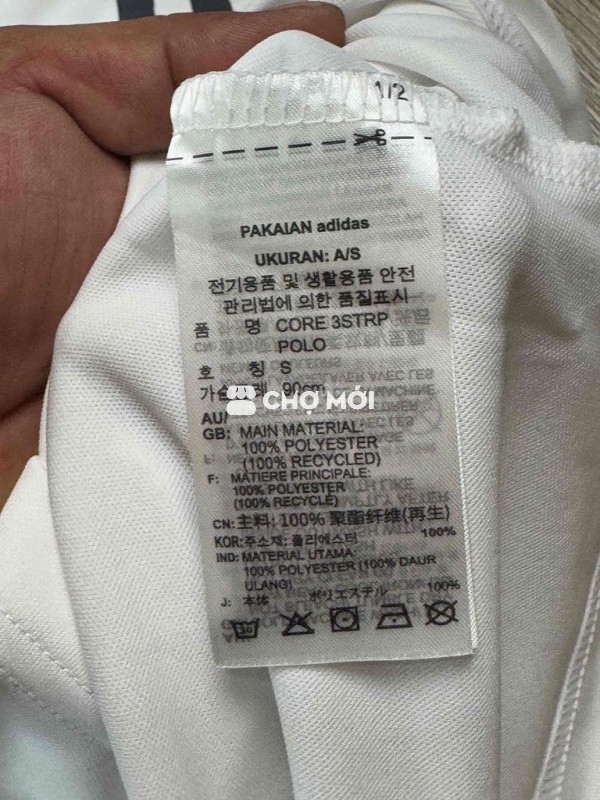 1/2
PAKAIAN adidas
UKURAN: A/S
전기용품 및 생활용품 안전
관리법에 의한 품질표시
품 명 CORE 3STRP
POLO
호 칭 S
90cm
CHỢ MỚI
AU/
GB: MAIN MATERIAL:
100% POLYESTER
(100% RECYCLED)
F: MATIERE PRINCIPALE:
100% POLYESTER
(100% RECYCLÉ)
CN: 主料: 100% 聚酯纤维(再生)
KOR: 주소재: 폴리에스터 100%
IND: MATERIAL UTAMA:
100% POLYESTER (100% DAUR
ULANG)
J: 本体 ポリエステル 100%
30